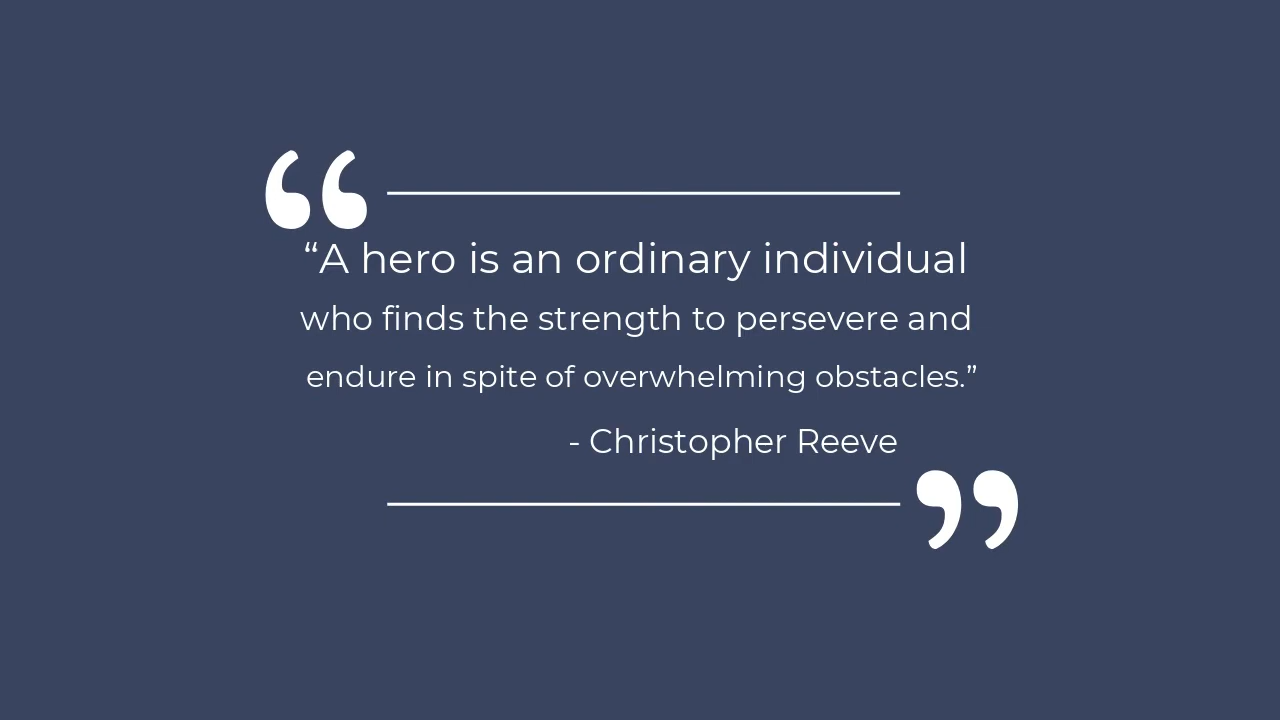 “A hero is an ordinary individual
who finds the strength to persevere and
endure in spite of overwhelming obstacles.”
- Christopher Reeve